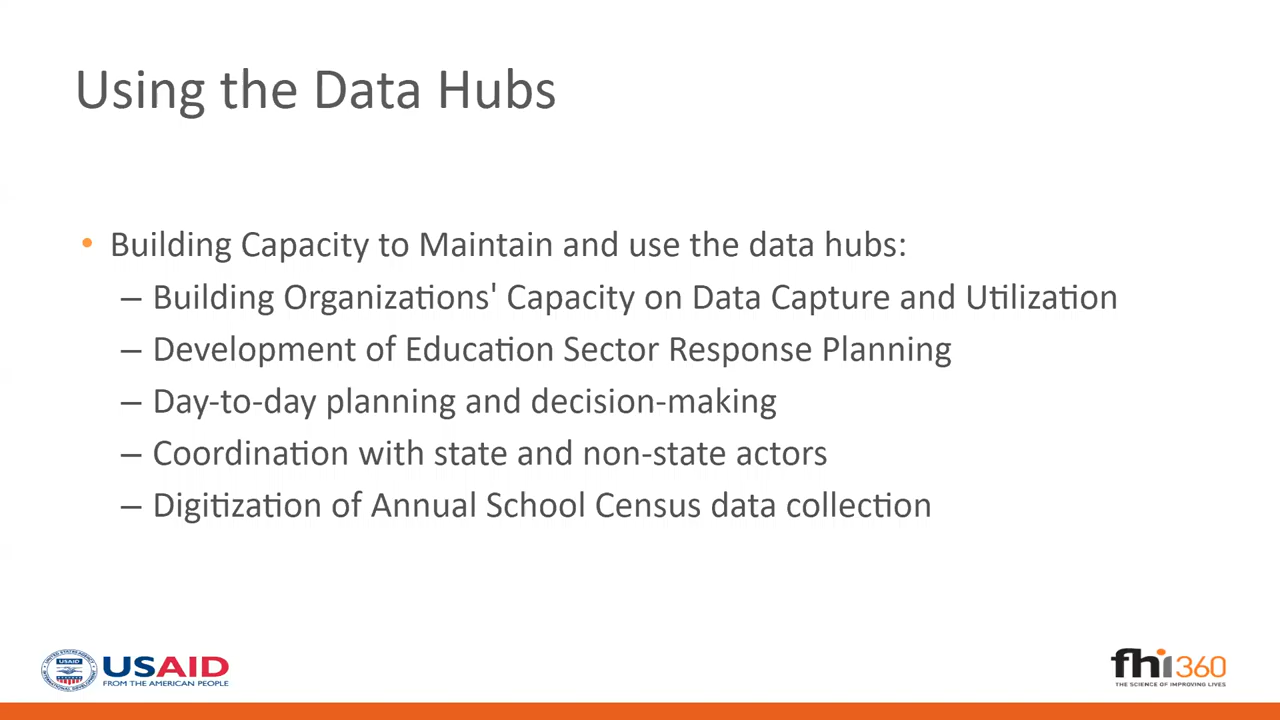 Using the Data Hubs
• Building Capacity to Maintain and use the data hubs:
– Building Organizations' Capacity on Data Capture and Utilization
– Development of Education Sector Response Planning
– Day-to-day planning and decision-making
– Coordination with state and non-state actors
– Digitization of Annual School Census data collection
USAID
USAID
FROM THE AMERICAN PEOPLE
fhi360
THE SCIENCE OF IMPROVING LIVES